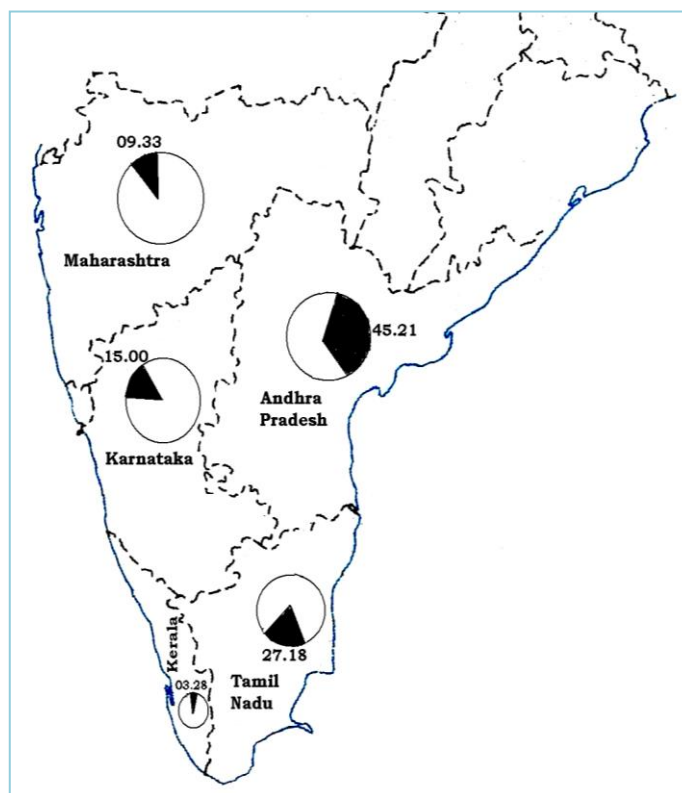 09.33
Maharashtra
45.21
15.00
Andhra
Pradesh
Karnataka
Kerala
27.18
03.28
Tamil
Nadu